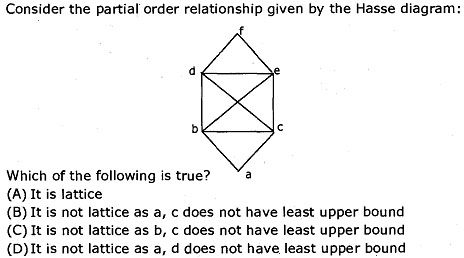 Consider the partial order relationship given by the Hasse diagram:
f
d e
b c
a
Which of the following is true?
(A) It is lattice
(B) It is not lattice as a, c does not have least upper bound
(C) It is not lattice as b, c does not have least upper bound
(D) It is not lattice as a, d does not have least upper bound